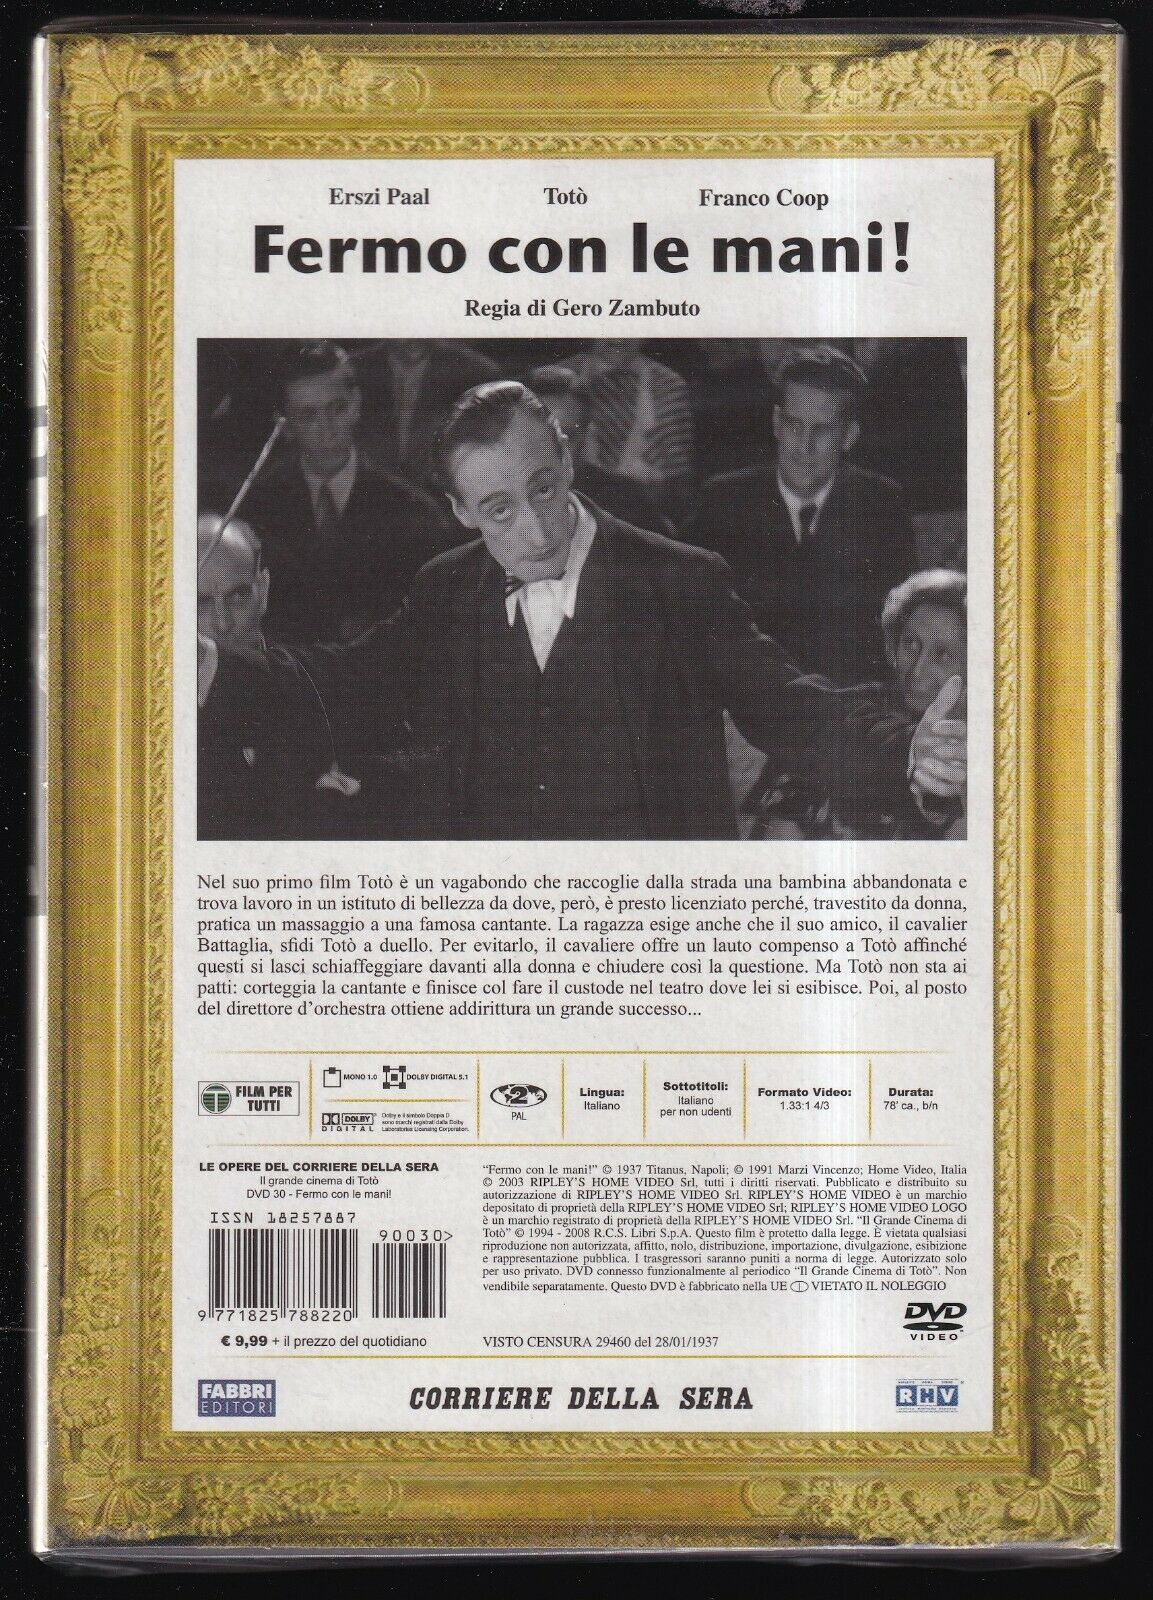 Erszi Paal Totò Franco Coop
Fermo con le mani!
Regia di Gero Zambuto
Nel suo primo film Totò è un vagabondo che raccoglie dalla strada una bambina abbandonata e
trova lavoro in un istituto di bellezza da dove, però, è presto licenziato perché, travestito da donna,
pratica un massaggio a una famosa cantante. La ragazza esige anche che il suo amico, il cavalier
Battaglia, sfidi Totò a duello. Per evitarlo, il cavaliere offre un lauto compenso a Totò affinché
questi si lasci schiaffeggiare davanti alla donna e chiudere così la questione. Ma Totò non sta ai
patti: corteggia la cantante e finisce col fare il custode nel teatro dove lei si esibisce. Poi, al posto
del direttore d'orchestra ottiene addirittura un grande successo...
FILM PER
TUTTI
MONO 1.0 DOLBY DIGITAL 5.1
DOLBY
DIGITAL
Dolby e il simbolo Doppia D
sono marchi registrati dalla Dolby
Laboratories Licensing Corporation.
2
PAL
Lingua:
Italiano
Sottotitoli:
Italiano
per non udenti
Formato Video:
1.33:1 4/3
Durata:
78' ca., b/n
LE OPERE DEL CORRIERE DELLA SERA
Il grande cinema di Totò
DVD 30 - Fermo con le mani!
ISSN 18257887
90030>
9 771825 788220
€ 9,99 + il prezzo del quotidiano
"Fermo con le mani!" © 1937 Titanus, Napoli; © 1991 Marzi Vincenzo; Home Video, Italia
© 2003 RIPLEY'S HOME VIDEO Srl, tutti i diritti riservati. Pubblicato e distribuito su
autorizzazione di RIPLEY'S HOME VIDEO Srl. RIPLEY'S HOME VIDEO è un marchio
depositato di proprietà della RIPLEY'S HOME VIDEO Srl; RIPLEY'S HOME VIDEO LOGO
è un marchio registrato di proprietà della RIPLEY'S HOME VIDEO Srl. "Il Grande Cinema di
Totò" © 1994 - 2008 R.C.S. Libri S.p.A. Questo film è protetto dalla legge. È vietata qualsiasi
riproduzione non autorizzata, affitto, nolo, distribuzione, importazione, divulgazione, esibizione
e rappresentazione pubblica. I trasgressori saranno puniti a norma di legge. Autorizzato solo
per uso privato. DVD connesso funzionalmente al periodico "Il Grande Cinema di Totò". Non
vendibile separatamente. Questo DVD è fabbricato nella UE I VIETATO IL NOLEGGIO
DVD
VIDEO
VISTO CENSURA 29460 del 28/01/1937
FABBRI
EDITORI
CORRIERE DELLA SERA
RHV